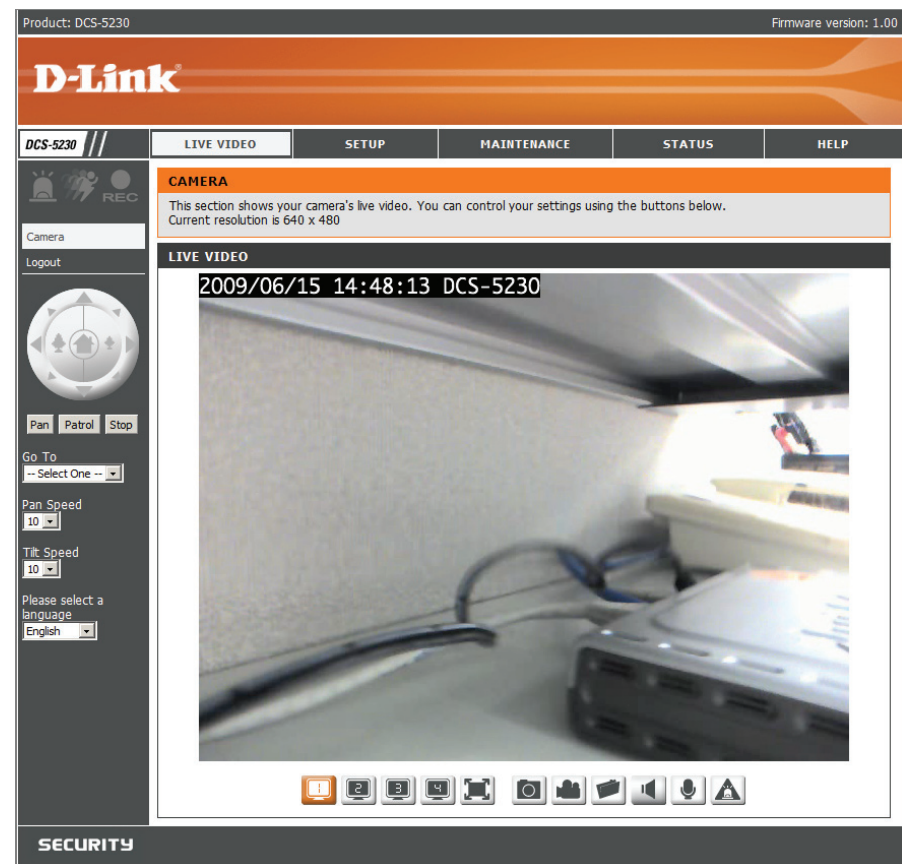 Product: DCS-5230 Firmware version: 1.00
D-Link®
DCS-5230 LIVE VIDEO SETUP MAINTENANCE STATUS HELP
REC
Camera
Logout
Pan Patrol Stop
Go To
-- Select One --
Pan Speed
10
Tilt Speed
10
Please select a
language
English
CAMERA
This section shows your camera's live video. You can control your settings using the buttons below.
Current resolution is 640 x 480
LIVE VIDEO
2009/06/15 14:48:13 DCS-5230
1 2 3 4
SECURITY